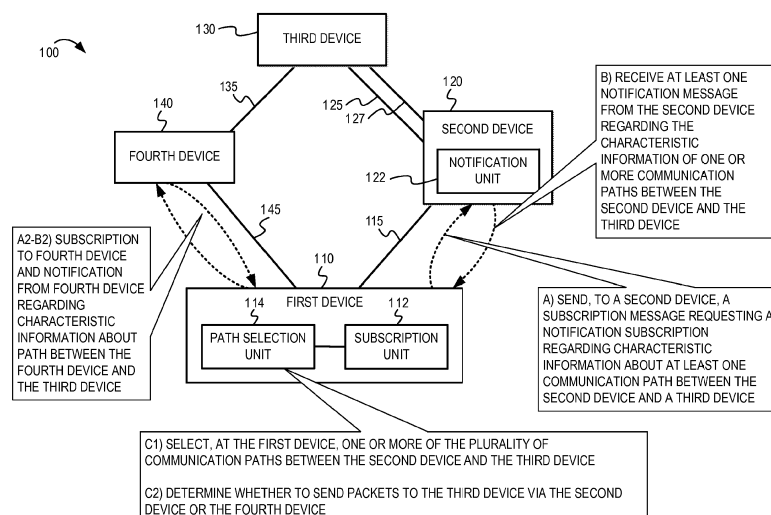 100
130
THIRD DEVICE
135
125
127
120
SECOND DEVICE
NOTIFICATION
UNIT
122
140
FOURTH DEVICE
145
115
B) RECEIVE AT LEAST ONE
NOTIFICATION MESSAGE
FROM THE SECOND DEVICE
REGARDING THE
CHARACTERISTIC
INFORMATION OF ONE OR
MORE COMMUNICATION
PATHS BETWEEN THE
SECOND DEVICE AND THE
THIRD DEVICE
A2-B2) SUBSCRIPTION
TO FOURTH DEVICE
AND NOTIFICATION
FROM FOURTH DEVICE
REGARDING
CHARACTERISTIC
INFORMATION ABOUT
PATH BETWEEN THE
FOURTH DEVICE AND
THE THIRD DEVICE
110
FIRST DEVICE
114
PATH SELECTION
UNIT
112
SUBSCRIPTION
UNIT
A) SEND, TO A SECOND DEVICE, A
SUBSCRIPTION MESSAGE REQUESTING A
NOTIFICATION SUBSCRIPTION
REGARDING CHARACTERISTIC
INFORMATION ABOUT AT LEAST ONE
COMMUNICATION PATH BETWEEN THE
SECOND DEVICE AND A THIRD DEVICE
C1) SELECT, AT THE FIRST DEVICE, ONE OR MORE OF THE PLURALITY OF
COMMUNICATION PATHS BETWEEN THE SECOND DEVICE AND THE THIRD DEVICE
C2) DETERMINE WHETHER TO SEND PACKETS TO THE THIRD DEVICE VIA THE SECOND
DEVICE OR THE FOURTH DEVICE